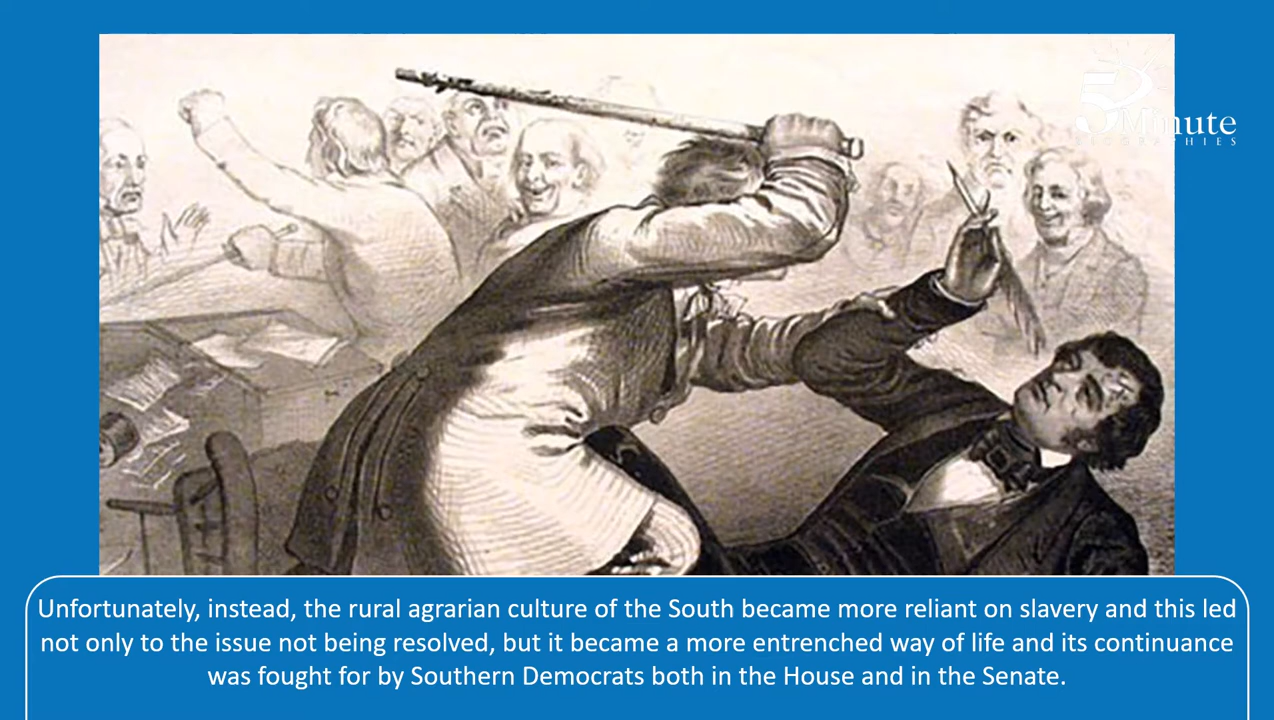 5 Minute
BIOGRAPHIES
Unfortunately, instead, the rural agrarian culture of the South became more reliant on slavery and this led
not only to the issue not being resolved, but it became a more entrenched way of life and its continuance
was fought for by Southern Democrats both in the House and in the Senate.